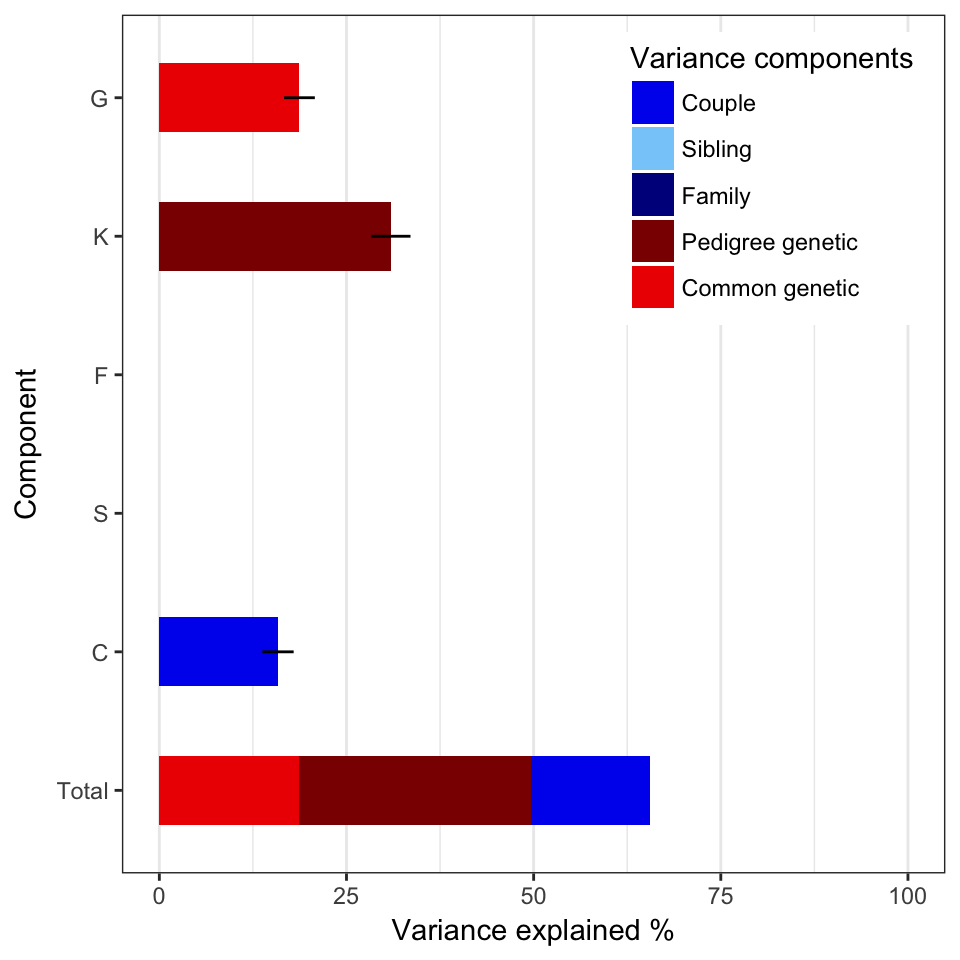 Variance components
Couple
Sibling
Family
Pedigree genetic
Common genetic
G
K
F
S
C
Total
Component
0 25 50 75 100
Variance explained %